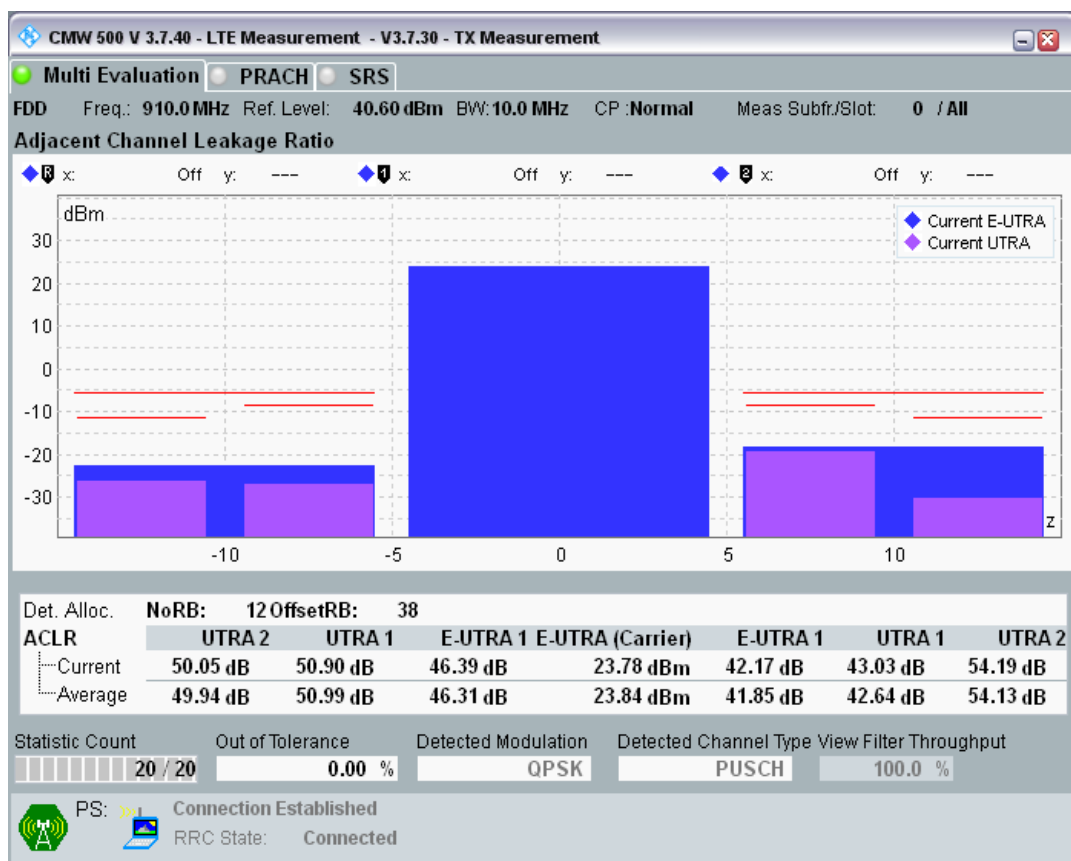 CMW 500 V 3.7.40 - LTE Measurement - V3.7.30 - TX Measurement
Multi Evaluation PRACH SRS
FDD Freq.: 910.0 MHz Ref. Level: 40.60 dBm BW: 10.0 MHz CP :Normal Meas Subfr./Slot: 0 / All
Adjacent Channel Leakage Ratio
R x: Off y: --- 1 x: Off y: --- 2 x: Off y: ---
dBm
Current E-UTRA
Current UTRA
30
20
10
0
-10
-20
-30
z
-10 -5 0 5 10
Det. Alloc. NoRB: 12 OffsetRB: 38
ACLR UTRA 2 UTRA 1 E-UTRA 1 E-UTRA (Carrier) E-UTRA 1 UTRA 1 UTRA 2
Current 50.05 dB 50.90 dB 46.39 dB 23.78 dBm 42.17 dB 43.03 dB 54.19 dB
Average 49.94 dB 50.99 dB 46.31 dB 23.84 dBm 41.85 dB 42.64 dB 54.13 dB
Statistic Count Out of Tolerance Detected Modulation Detected Channel Type View Filter Throughput
20 / 20 0.00 % QPSK PUSCH 100.0 %
PS: Connection Established
RRC State: Connected